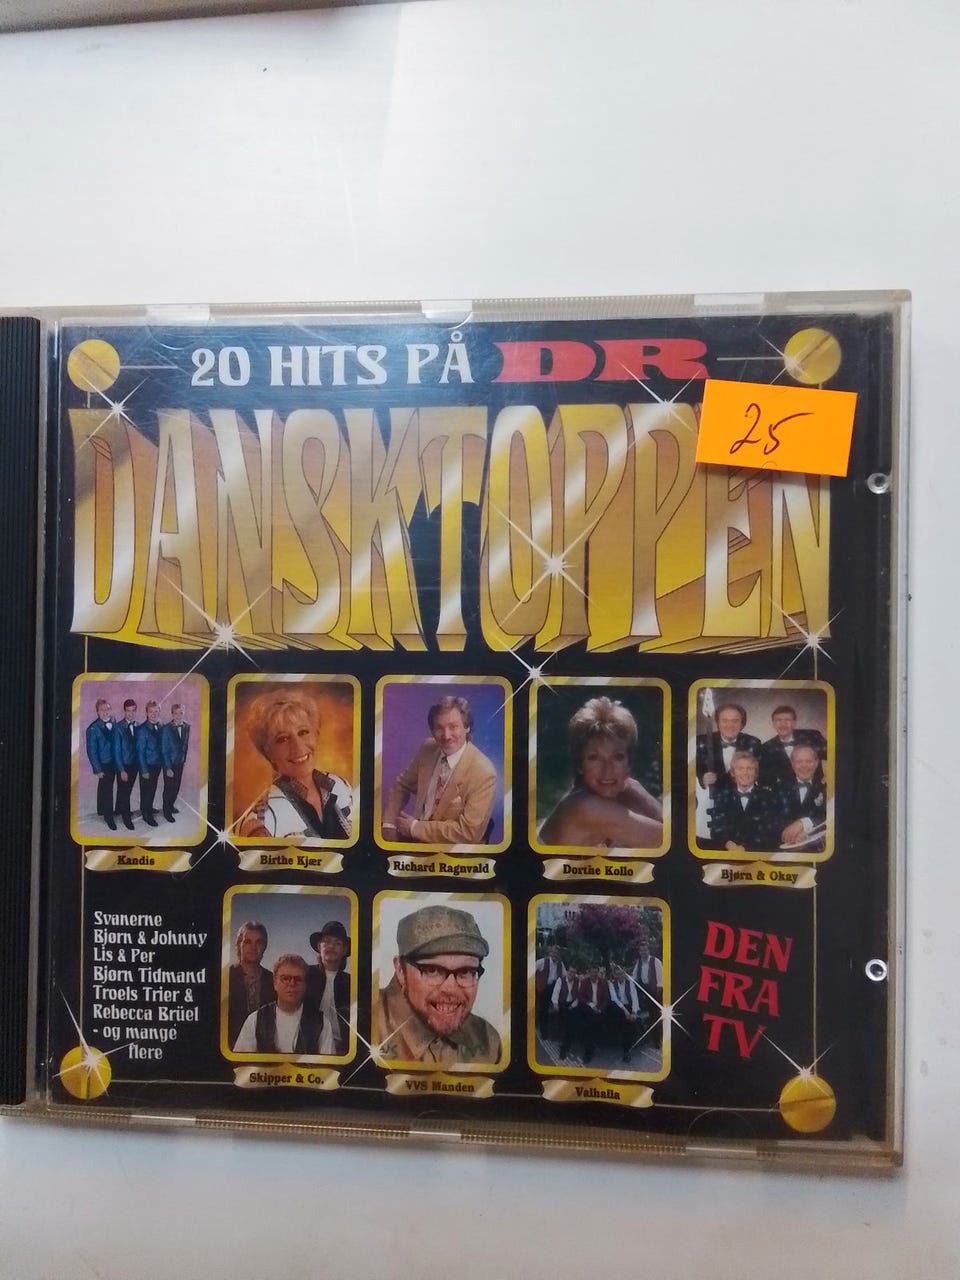 20 HITS PÅ DR
25
DANSKTOPPEN
Kandis
Birthe Kjær
Richard Ragnvald
Dorthe Kollo
Bjørn & Okay
Svanerne
Bjørn & Johnny
Lis & Per
Bjørn Tidmand
Troels Trier &
Rebecca Brüel
- og mange
flere
Skipper & Co.
VVS Manden
Valhalla
DEN
FRA
TV